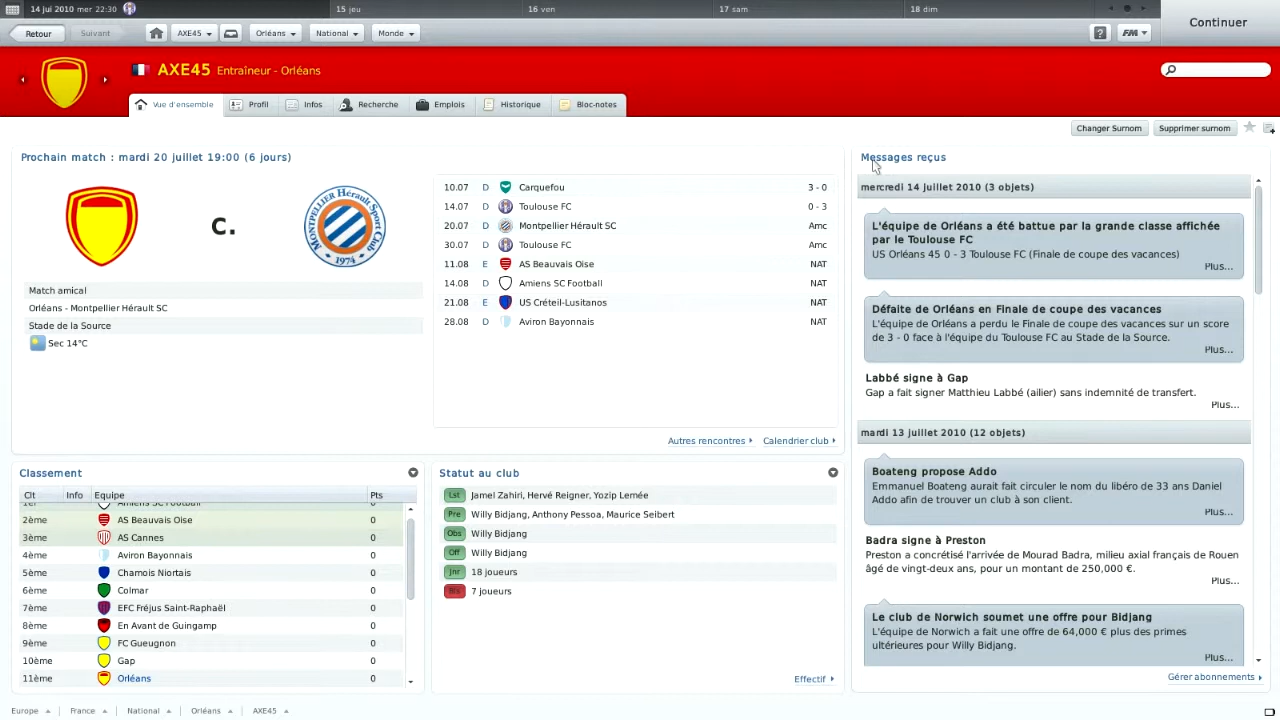 14 jul 2010 mer 22:30
15 jeu
16 ven
17 sam.
18 dim
Continuer
Retour
Suivant
AXE45
Orléans
National
Monde
?
FM
AXE45 Entraîneur - Orléans
Vue d'ensemble
Profil
Infos
Recherche
Emplois
Historique
Bloc-notes
Changer Surnom
Supprimer surnom
Prochain match : mardi 20 juillet 19:00 (6 jours)
c.
MONTPELLIER Hérault SPORT CLUB
1974
Match amical
Orléans - Montpellier Hérault SC
Stade de la Source
Sec 14°C
10.07 D Carquefou 3 - 0
14.07 D Toulouse FC 0 - 3
20.07 D Montpellier Hérault SC Amc
30.07 D Toulouse FC Amc
11.08 E AS Beauvais Oise NAT
14.08 D Amiens SC Football NAT
21.08 E US Créteil-Lusitanos NAT
28.08 D Aviron Bayonnais NAT
Autres rencontres
Calendrier club
Classement
Clt Info Equipe Pts
1er Amiens SC Football 0
2ème AS Beauvais Oise 0
3ème AS Cannes 0
4ème Aviron Bayonnais 0
5ème Chamois Niortais 0
6ème Colmar 0
7ème EFC Fréjus Saint-Raphaël 0
8ème En Avant de Guingamp 0
9ème FC Gueugnon 0
10ème Gap 0
11ème Orléans 0
Statut au club
Lst Jamel Zahiri, Hervé Reigner, Yozip Lemée
Pre Willy Bidjang, Anthony Pessoa, Maurice Seibert
Obs Willy Bidjang
Off Willy Bidjang
Jnr 18 joueurs
Bls 7 joueurs
Effectif
Messages reçus
mercredi 14 juillet 2010 (3 objets)
L'équipe de Orléans a été battue par la grande classe affichée
par le Toulouse FC
US Orléans 45 0 - 3 Toulouse FC (Finale de coupe des vacances)
Plus...
Défaite de Orléans en Finale de coupe des vacances
L'équipe de Orléans a perdu le Finale de coupe des vacances sur un score
de 3 - 0 face à l'équipe du Toulouse FC au Stade de la Source.
Plus...
Labbé signe à Gap
Gap a fait signer Matthieu Labbé (ailier) sans indemnité de transfert.
Plus...
mardi 13 juillet 2010 (12 objets)
Boateng propose Addo
Emmanuel Boateng aurait fait circuler le nom du libéro de 33 ans Daniel
Addo afin de trouver un club à son client.
Plus...
Badra signe à Preston
Preston a concrétisé l'arrivée de Mourad Badra, milieu axial français de Rouen
âgé de vingt-deux ans, pour un montant de 250,000 €.
Plus...
Le club de Norwich soumet une offre pour Bidjang
L'équipe de Norwich a fait une offre de 64,000 € plus des primes
ultérieures pour Willy Bidjang.
Plus...
Gérer abonnements
Europe
France
National
Orléans
AXE45